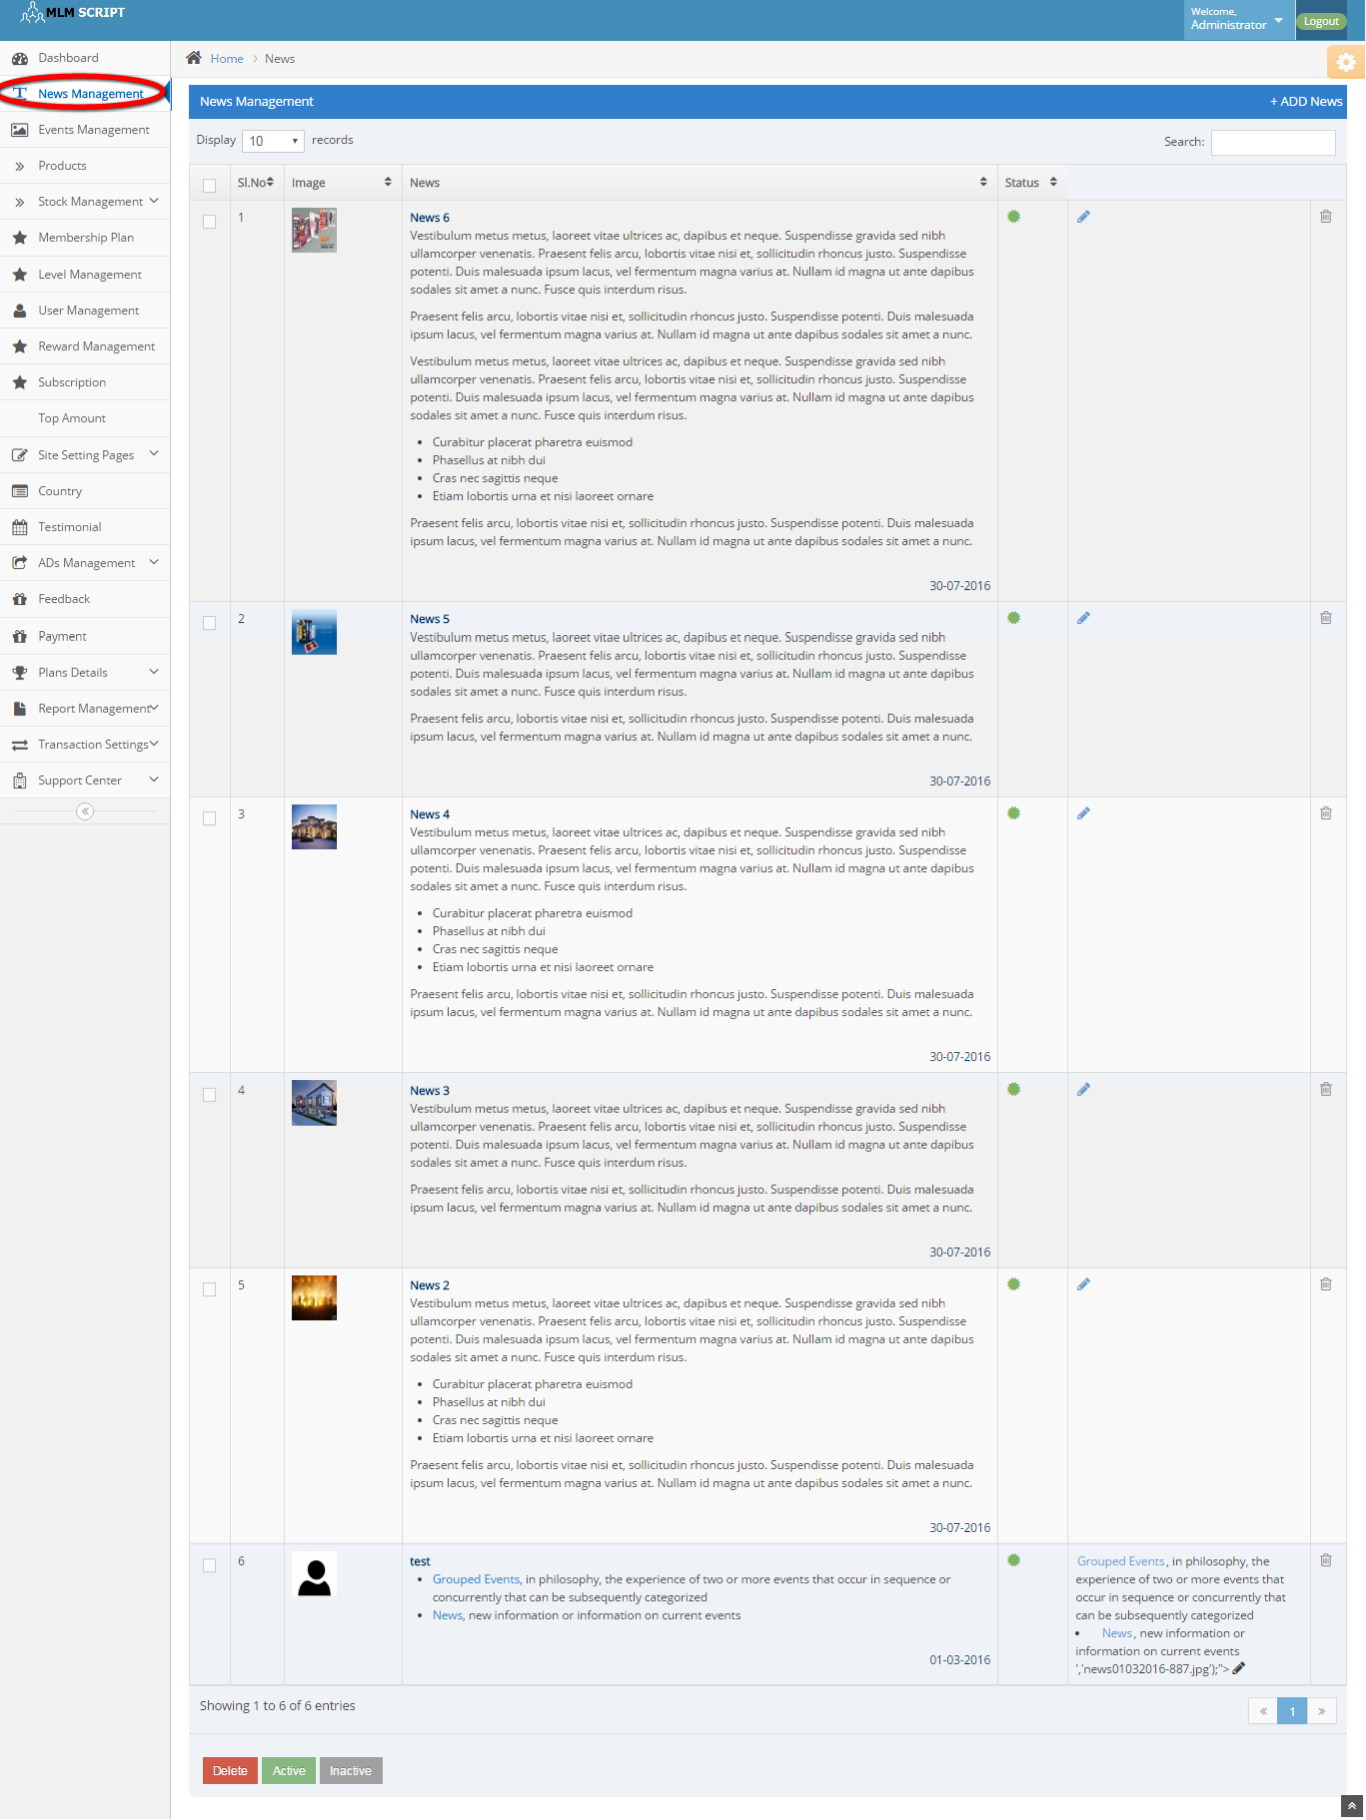 MLM SCRIPT
Welcome,
Administrator
Logout
Dashboard
News Management
Events Management
Products
Stock Management
Membership Plan
Level Management
User Management
Reward Management
Subscription
Top Amount
Site Setting Pages
Country
Testimonial
ADs Management
Feedback
Payment
Plans Details
Report Management
Transaction Settings
Support Center
Home > News
News Management
+ ADD News
Display 10 records
Search:
Sl.No Image News Status
1
News 6
Vestibulum metus metus, laoreet vitae ultrices ac, dapibus et neque. Suspendisse gravida sed nibh
ullamcorper venenatis. Praesent felis arcu, lobortis vitae nisi et, sollicitudin rhoncus justo. Suspendisse
potenti. Duis malesuada ipsum lacus, vel fermentum magna varius at. Nullam id magna ut ante dapibus
sodales sit amet a nunc. Fusce quis interdum risus.
Praesent felis arcu, lobortis vitae nisi et, sollicitudin rhoncus justo. Suspendisse potenti. Duis malesuada
ipsum lacus, vel fermentum magna varius at. Nullam id magna ut ante dapibus sodales sit amet a nunc.
Vestibulum metus metus, laoreet vitae ultrices ac, dapibus et neque. Suspendisse gravida sed nibh
ullamcorper venenatis. Praesent felis arcu, lobortis vitae nisi et, sollicitudin rhoncus justo. Suspendisse
potenti. Duis malesuada ipsum lacus, vel fermentum magna varius at. Nullam id magna ut ante dapibus
sodales sit amet a nunc. Fusce quis interdum risus.
• Curabitur placerat pharetra euismod
• Phasellus at nibh dui
• Cras nec sagittis neque
• Etiam lobortis urna et nisi laoreet ornare
Praesent felis arcu, lobortis vitae nisi et, sollicitudin rhoncus justo. Suspendisse potenti. Duis malesuada
ipsum lacus, vel fermentum magna varius at. Nullam id magna ut ante dapibus sodales sit amet a nunc.
30-07-2016
2
News 5
Vestibulum metus metus, laoreet vitae ultrices ac, dapibus et neque. Suspendisse gravida sed nibh
ullamcorper venenatis. Praesent felis arcu, lobortis vitae nisi et, sollicitudin rhoncus justo. Suspendisse
potenti. Duis malesuada ipsum lacus, vel fermentum magna varius at. Nullam id magna ut ante dapibus
sodales sit amet a nunc. Fusce quis interdum risus.
Praesent felis arcu, lobortis vitae nisi et, sollicitudin rhoncus justo. Suspendisse potenti. Duis malesuada
ipsum lacus, vel fermentum magna varius at. Nullam id magna ut ante dapibus sodales sit amet a nunc.
30-07-2016
3
News 4
Vestibulum metus metus, laoreet vitae ultrices ac, dapibus et neque. Suspendisse gravida sed nibh
ullamcorper venenatis. Praesent felis arcu, lobortis vitae nisi et, sollicitudin rhoncus justo. Suspendisse
potenti. Duis malesuada ipsum lacus, vel fermentum magna varius at. Nullam id magna ut ante dapibus
sodales sit amet a nunc. Fusce quis interdum risus.
• Curabitur placerat pharetra euismod
• Phasellus at nibh dui
• Cras nec sagittis neque
• Etiam lobortis urna et nisi laoreet ornare
Praesent felis arcu, lobortis vitae nisi et, sollicitudin rhoncus justo. Suspendisse potenti. Duis malesuada
ipsum lacus, vel fermentum magna varius at. Nullam id magna ut ante dapibus sodales sit amet a nunc.
30-07-2016
4
News 3
Vestibulum metus metus, laoreet vitae ultrices ac, dapibus et neque. Suspendisse gravida sed nibh
ullamcorper venenatis. Praesent felis arcu, lobortis vitae nisi et, sollicitudin rhoncus justo. Suspendisse
potenti. Duis malesuada ipsum lacus, vel fermentum magna varius at. Nullam id magna ut ante dapibus
sodales sit amet a nunc. Fusce quis interdum risus.
Praesent felis arcu, lobortis vitae nisi et, sollicitudin rhoncus justo. Suspendisse potenti. Duis malesuada
ipsum lacus, vel fermentum magna varius at. Nullam id magna ut ante dapibus sodales sit amet a nunc.
30-07-2016
5
News 2
Vestibulum metus metus, laoreet vitae ultrices ac, dapibus et neque. Suspendisse gravida sed nibh
ullamcorper venenatis. Praesent felis arcu, lobortis vitae nisi et, sollicitudin rhoncus justo. Suspendisse
potenti. Duis malesuada ipsum lacus, vel fermentum magna varius at. Nullam id magna ut ante dapibus
sodales sit amet a nunc. Fusce quis interdum risus.
• Curabitur placerat pharetra euismod
• Phasellus at nibh dui
• Cras nec sagittis neque
• Etiam lobortis urna et nisi laoreet ornare
Praesent felis arcu, lobortis vitae nisi et, sollicitudin rhoncus justo. Suspendisse potenti. Duis malesuada
ipsum lacus, vel fermentum magna varius at. Nullam id magna ut ante dapibus sodales sit amet a nunc.
30-07-2016
6
test
• Grouped Events, in philosophy, the experience of two or more events that occur in sequence or
concurrently that can be subsequently categorized
• News, new information or information on current events
01-03-2016
Grouped Events, in philosophy, the
experience of two or more events that
occur in sequence or concurrently that
can be subsequently categorized
• News, new information or
information on current events
','news01032016-887.jpg');">
Showing 1 to 6 of 6 entries
« 1 »
Delete Active Inactive